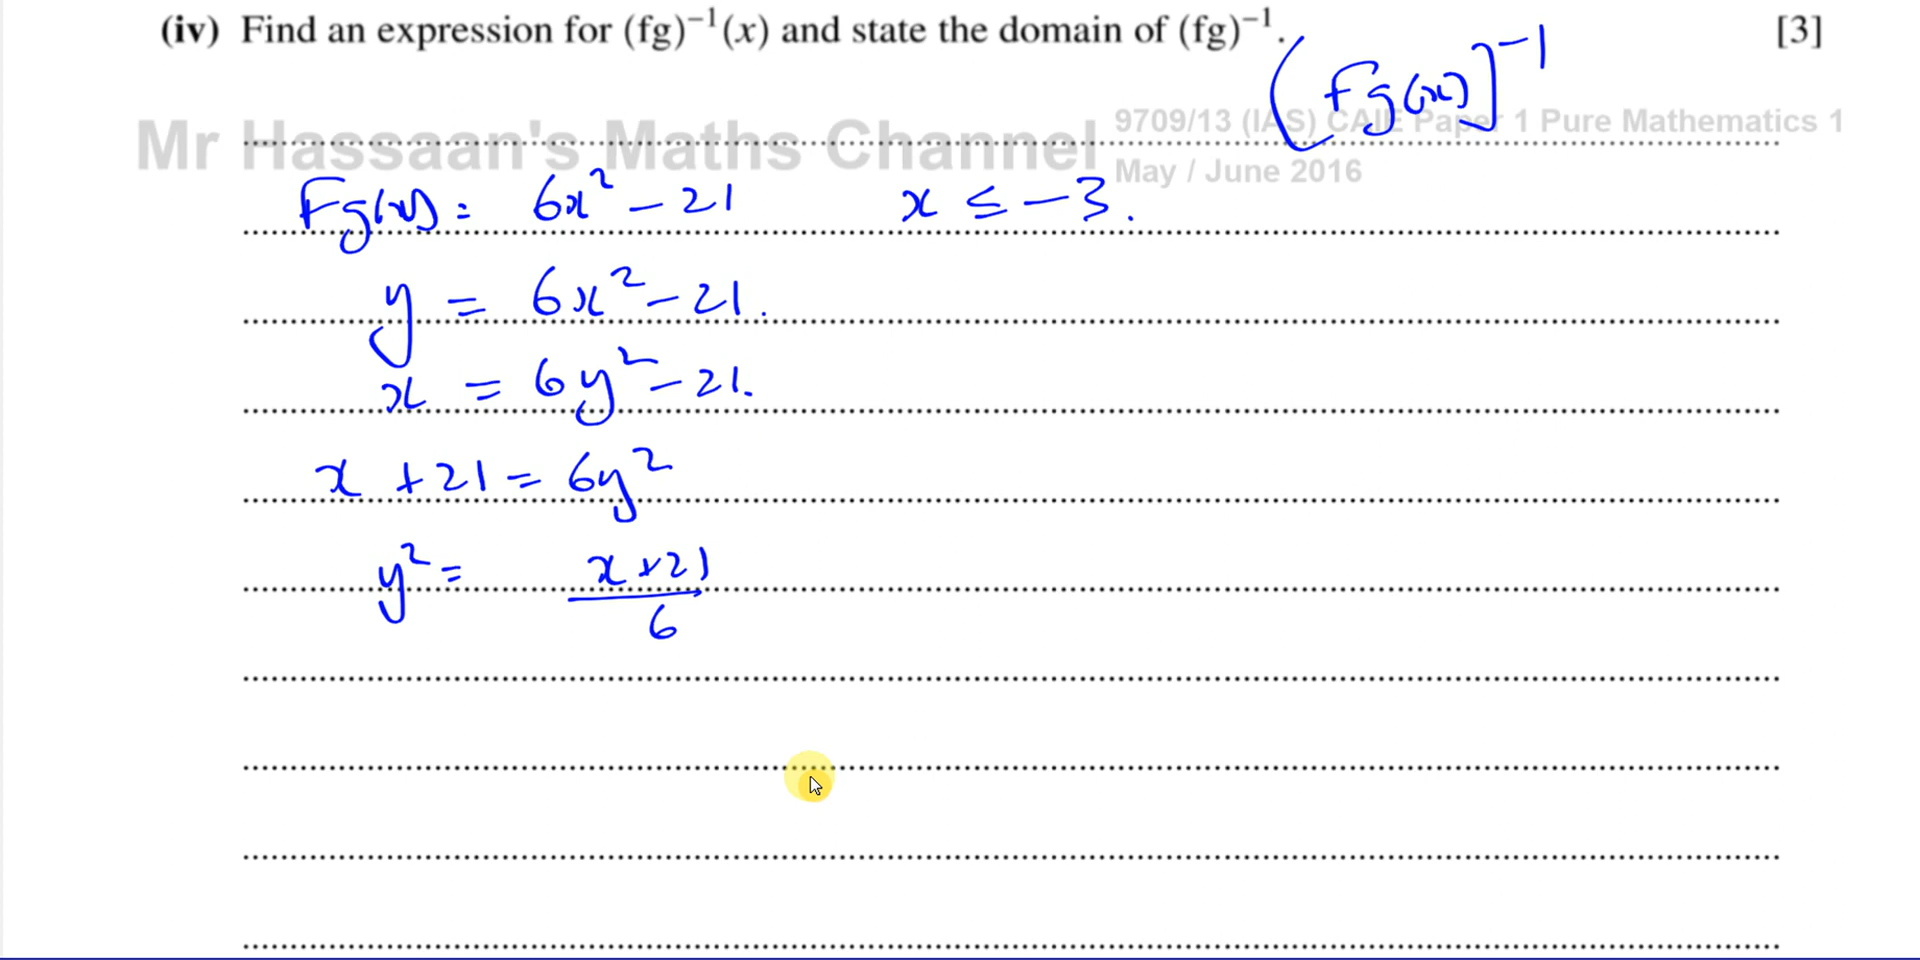 (iv) Find an expression for (fg)⁻¹(x) and state the domain of (fg)⁻¹. [3]
(Fg(x)]⁻¹
Mr Hassaan's Maths Channel
9709/13 (IAS) CAIE Paper 1 Pure Mathematics 1
May / June 2016
Fg(x) = 6x² - 21 x ≤ -3.
y = 6x² - 21.
x = 6y² - 21.
x + 21 = 6y²
y² = x + 21
6